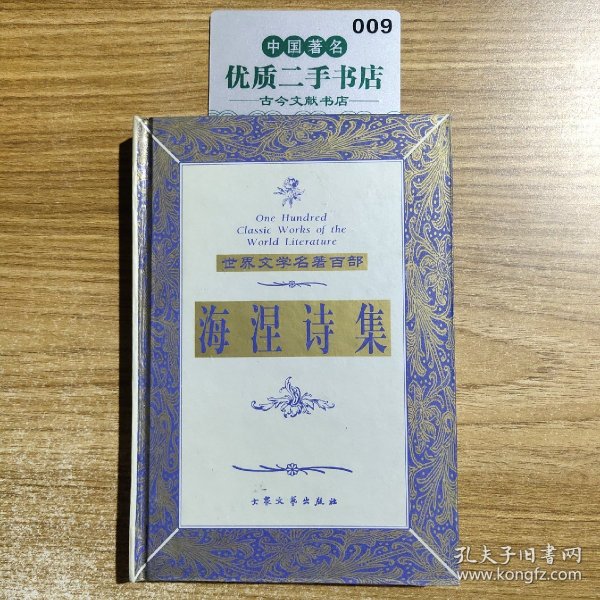 009
中国著名
优质二手书店
古今文献书店
One Hundred
Classic Works of the
World Literature
世界文学名著百部
海涅诗集
大众文艺出版社
孔夫子旧书网
www.kongfz.com